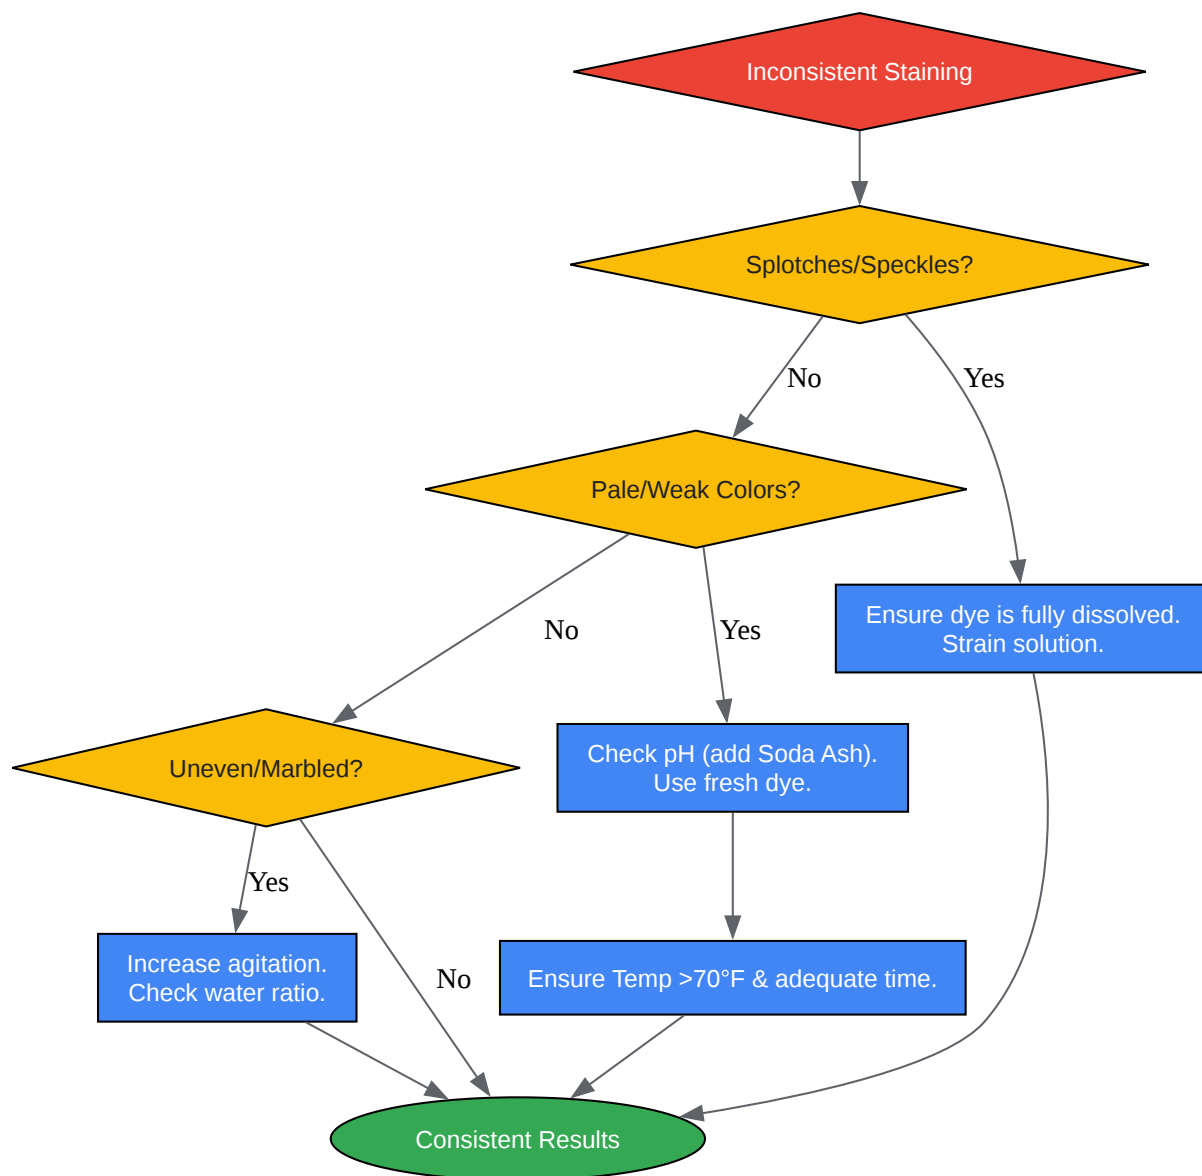 Inconsistent Staining
Splotches/Speckles?
No
Yes
Pale/Weak Colors?
Ensure dye is fully dissolved.
Strain solution.
No
Yes
Uneven/Marbled?
Check pH (add Soda Ash).
Use fresh dye.
Yes
Increase agitation.
Check water ratio.
No
Ensure Temp >70°F & adequate time.
Consistent Results